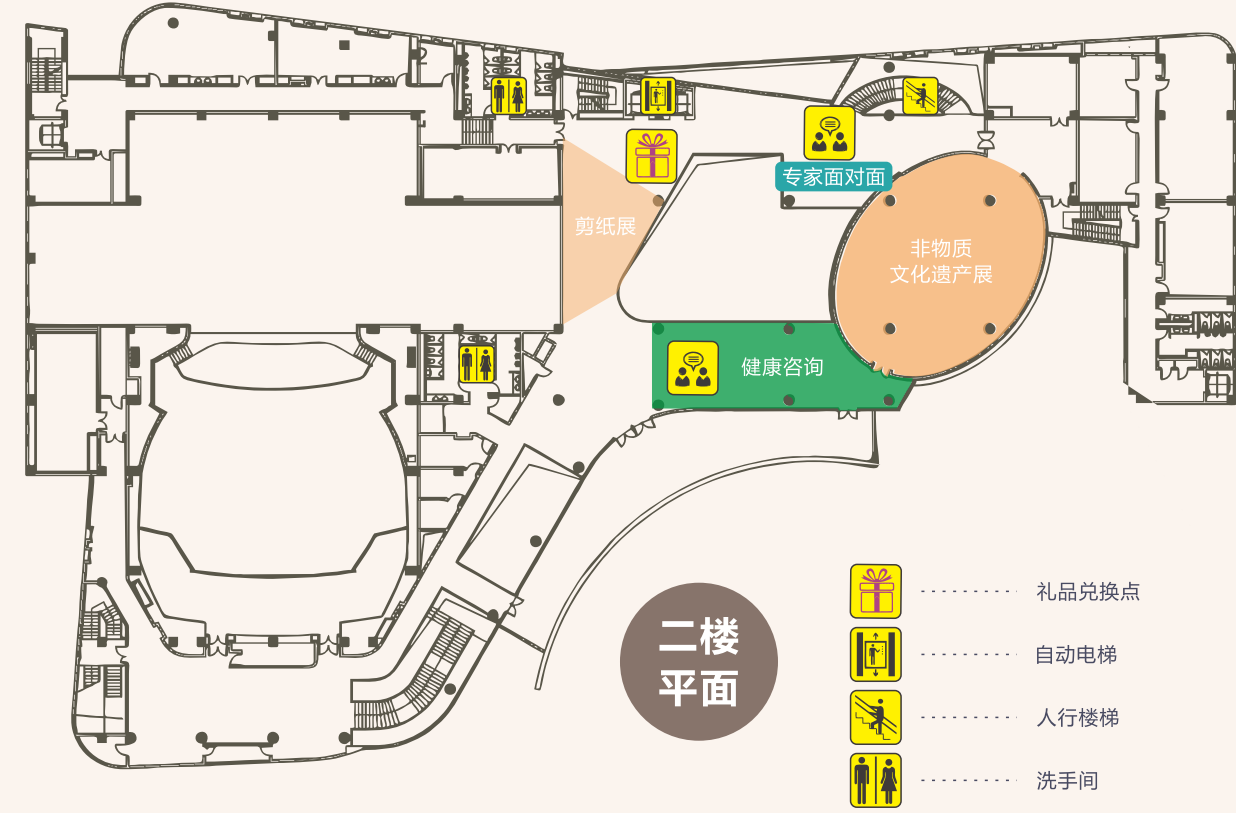 专家面对面
剪纸展
非物质
文化遗产展
健康咨询
二楼
平面
礼品兑换点
自动电梯
人行楼梯
洗手间